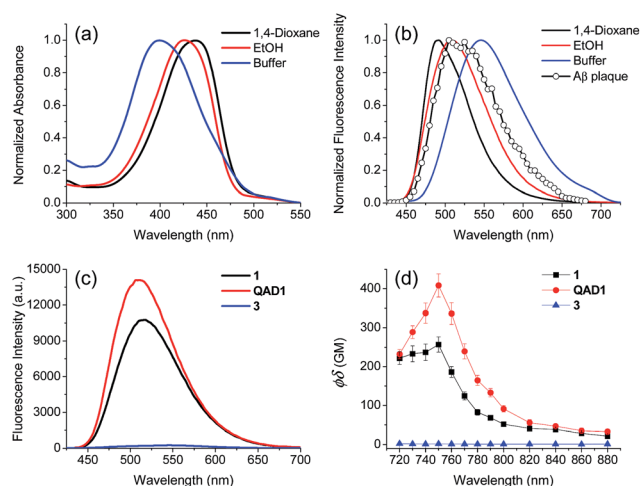 (a)
1,4-Dioxane
EtOH
Buffer
Normalized Absorbance
1.0
0.8
0.6
0.4
0.2
0.0
300 350 400 450 500 550
Wavelength (nm)
(b)
1,4-Dioxane
EtOH
Buffer
Aβ plaque
Normalized Fluorescence Intensity
1.0
0.8
0.6
0.4
0.2
0.0
450 500 550 600 650 700
Wavelength (nm)
(c)
1
QAD1
3
Fluorescence Intensity (a.u.)
15000
12000
9000
6000
3000
0
450 500 550 600 650 700
Wavelength (nm)
(d)
1
QAD1
3
ϕδ (GM)
400
300
200
100
0
720 740 760 780 800 820 840 860 880
Wavelength (nm)